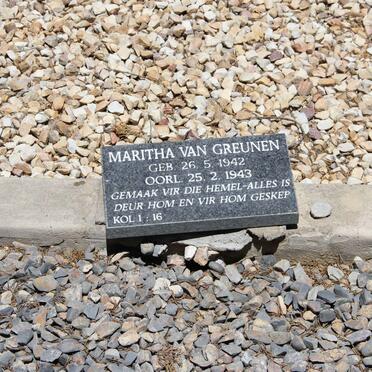 MARITHA VAN GREUNEN
GEB. 26. 5. 1942
OORL. 25. 2. 1943
GEMAAK VIR DIE HEMEL-ALLES IS
DEUR HOM EN VIR HOM GESKEP
KOL 1 : 16